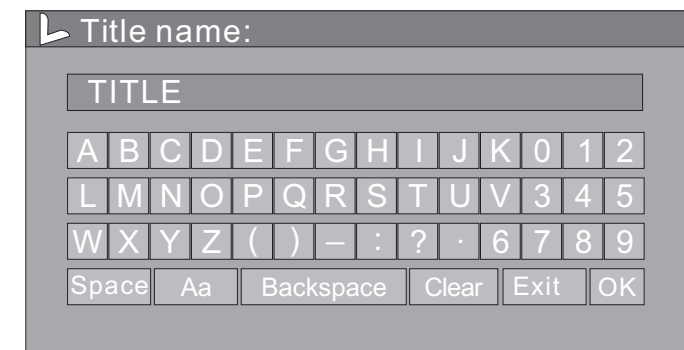 Title name:
TITLE
A B C D E F G H I J K 0 1 2
L M N O P Q R S T U V 3 4 5
W X Y Z ( ) – : ? · 6 7 8 9
Space Aa Backspace Clear Exit OK